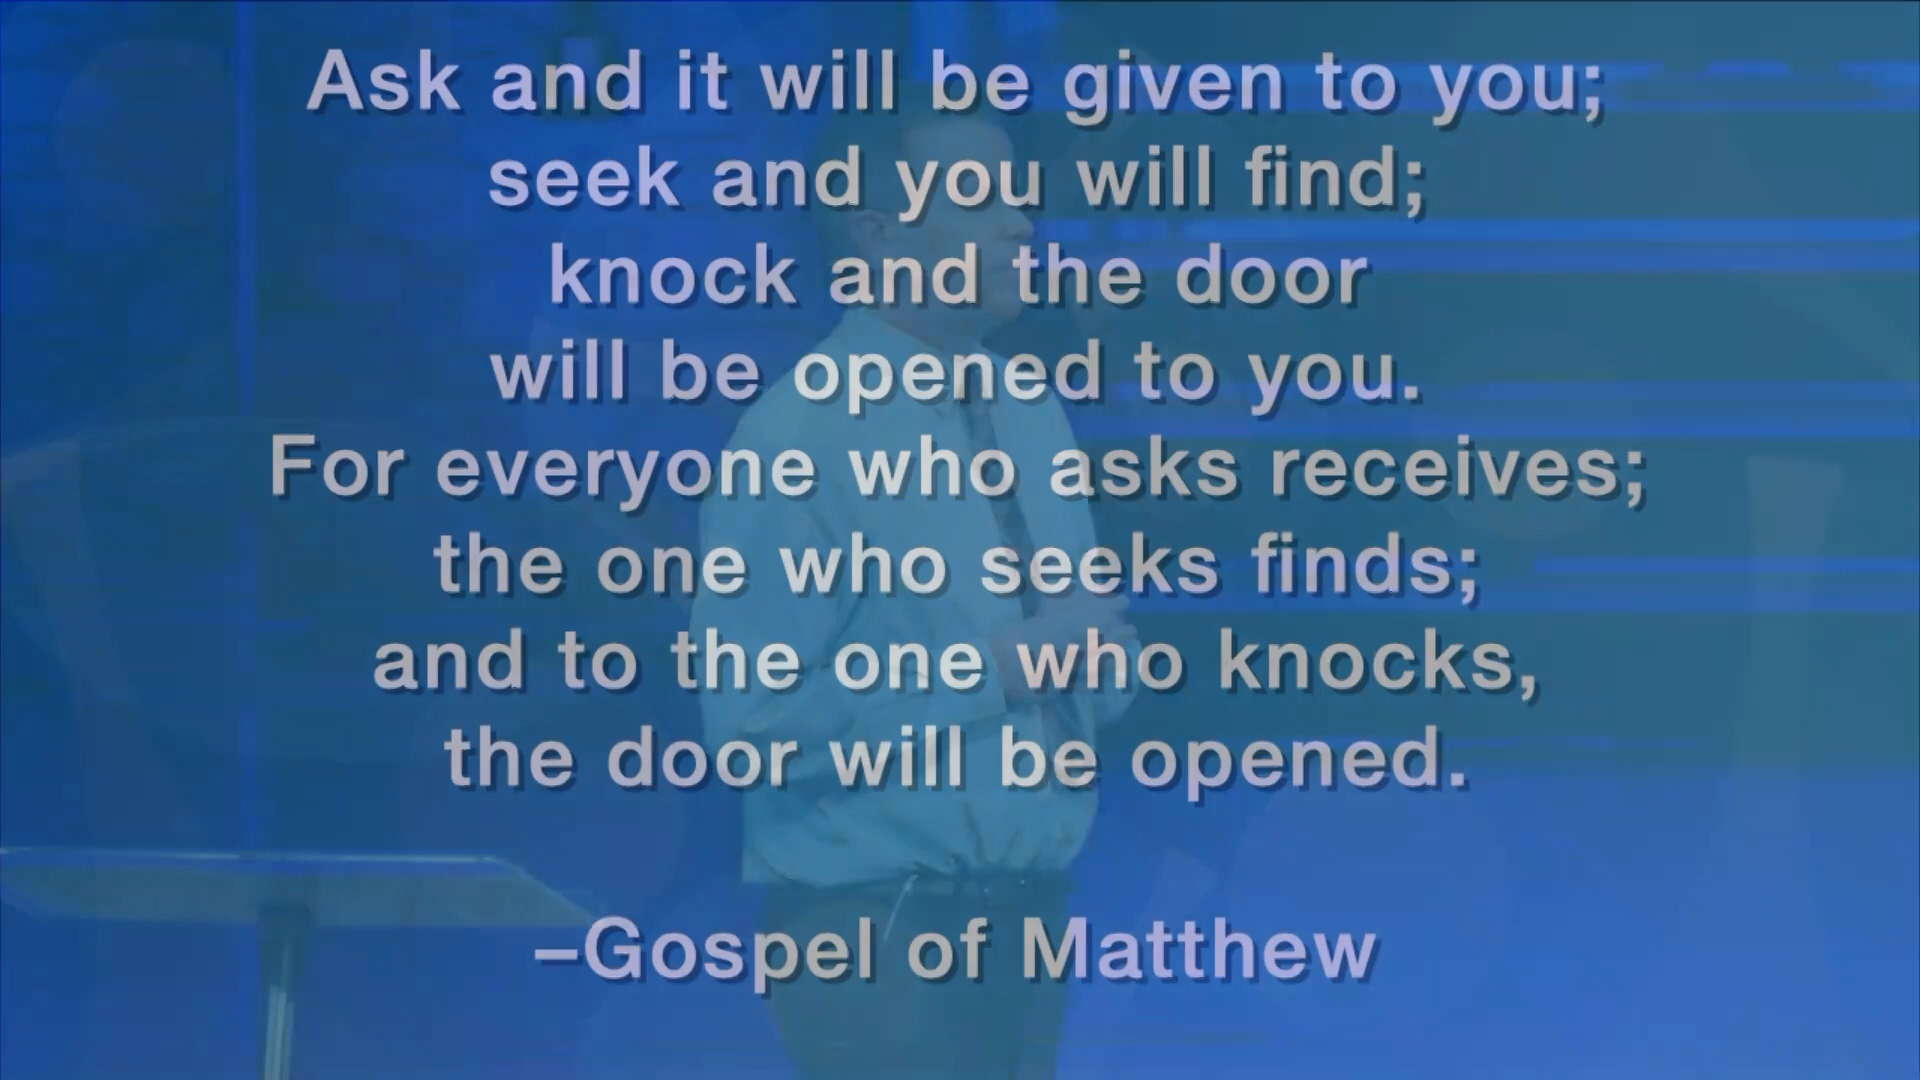 Ask and it will be given to you;
seek and you will find;
knock and the door
will be opened to you.
For everyone who asks receives;
the one who seeks finds;
and to the one who knocks,
the door will be opened.
–Gospel of Matthew